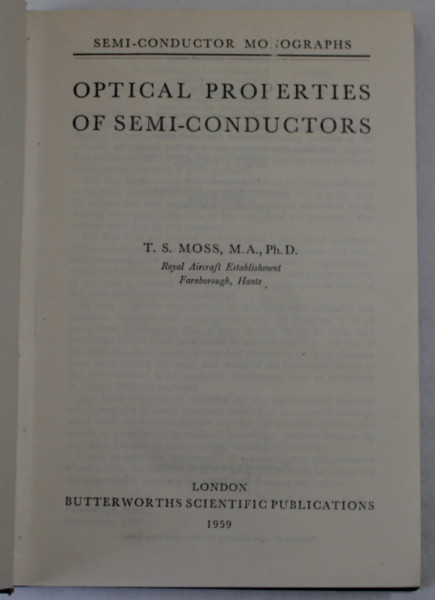 SEMI-CONDUCTOR MONOGRAPHS
OPTICAL PROPERTIES
OF SEMI-CONDUCTORS
T. S. MOSS, M.A., Ph.D.
Royal Aircraft Establishment
Farnborough, Hants
LONDON
BUTTERWORTHS SCIENTIFIC PUBLICATIONS
1959